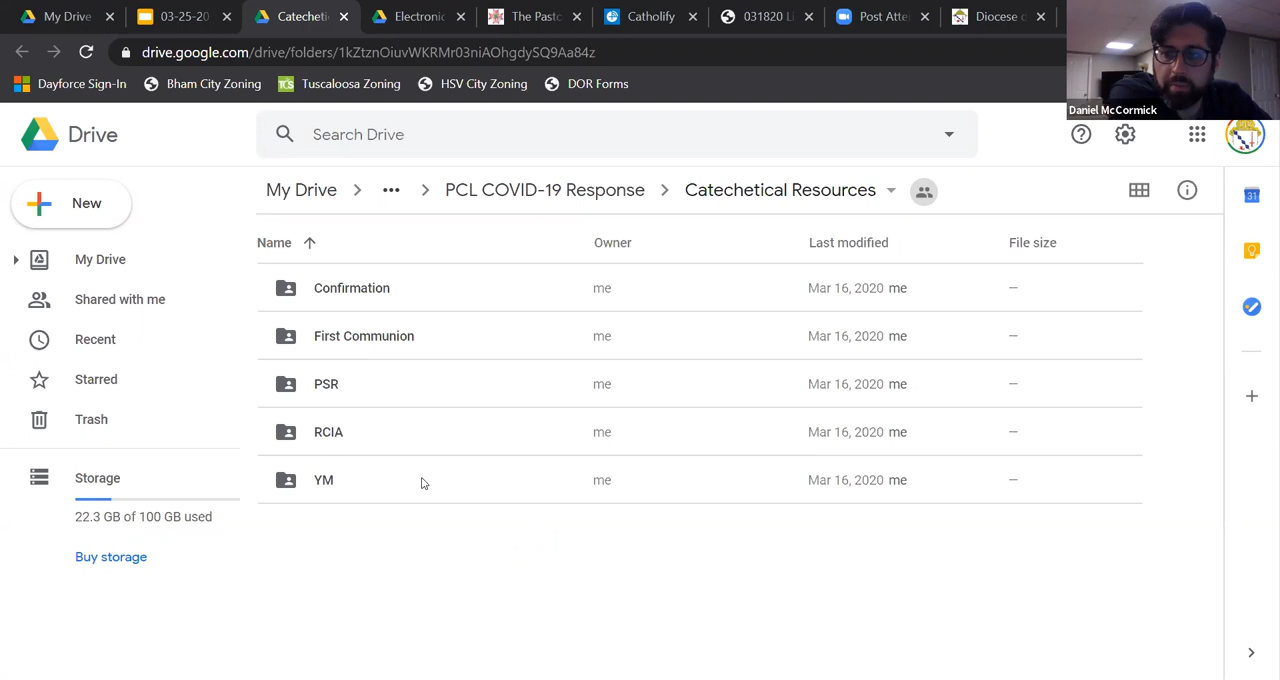 My Drive
03-25-20
Catecheti
Electronic
The Pasto
Catholify
031820 Li
Post Atte
Diocese o
drive.google.com/drive/folders/1kZtznOiuvWKRMr03niAOhgdySQ9Aa84z
Dayforce Sign-In
Bham City Zoning
TCS
Tuscaloosa Zoning
HSV City Zoning
DOR Forms
Daniel McCormick
Drive
Search Drive
New
My Drive > ••• > PCL COVID-19 Response > Catechetical Resources
31
Name Owner Last modified File size
My Drive
Shared with me
Recent
Starred
Trash
Storage
22.3 GB of 100 GB used
Buy storage
Confirmation me Mar 16, 2020 me –
First Communion me Mar 16, 2020 me –
PSR me Mar 16, 2020 me –
RCIA me Mar 16, 2020 me –
YM me Mar 16, 2020 me –